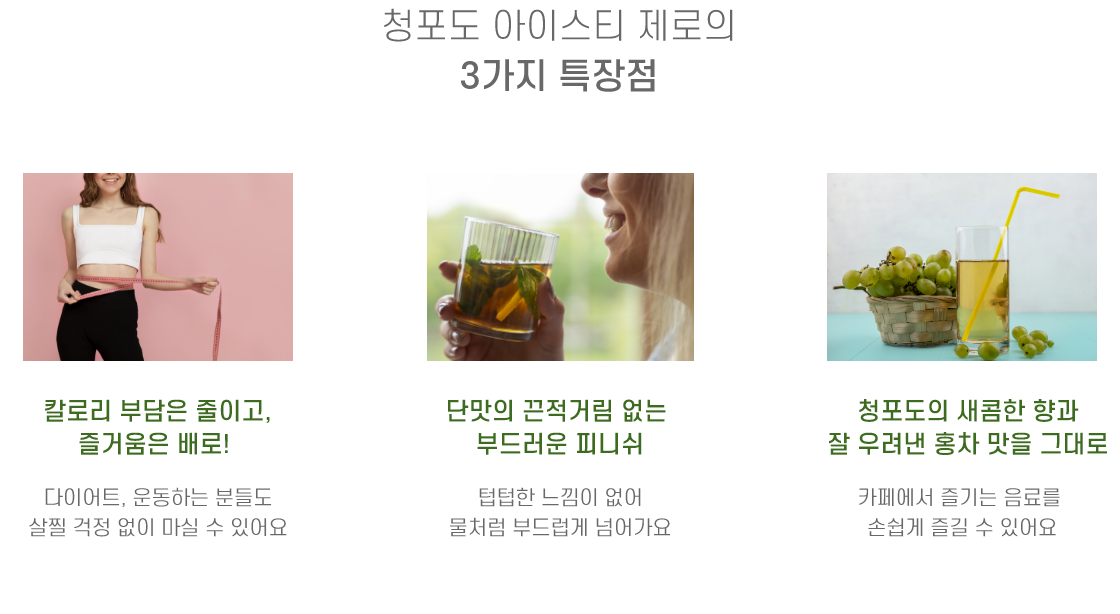 청포도 아이스티 제로의
3가지 특장점
칼로리 부담은 줄이고,
즐거움은 배로!
다이어트, 운동하는 분들도
살찔 걱정 없이 마실 수 있어요
단맛의 끈적거림 없는
부드러운 피니쉬
텁텁한 느낌이 없어
물처럼 부드럽게 넘어가요
청포도의 새콤한 향과
잘 우려낸 홍차 맛을 그대로
카페에서 즐기는 음료를
손쉽게 즐길 수 있어요